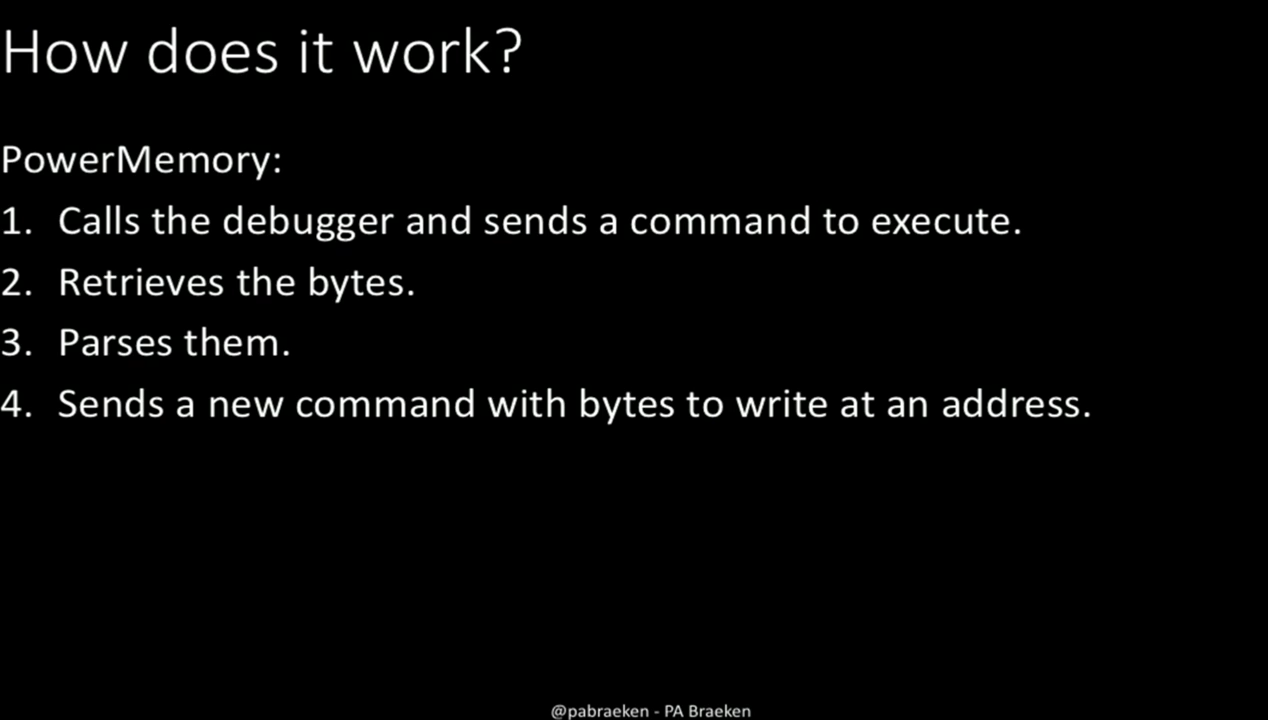 How does it work?
PowerMemory:
1. Calls the debugger and sends a command to execute.
2. Retrieves the bytes.
3. Parses them.
4. Sends a new command with bytes to write at an address.
@pabraeken - PA Braeken